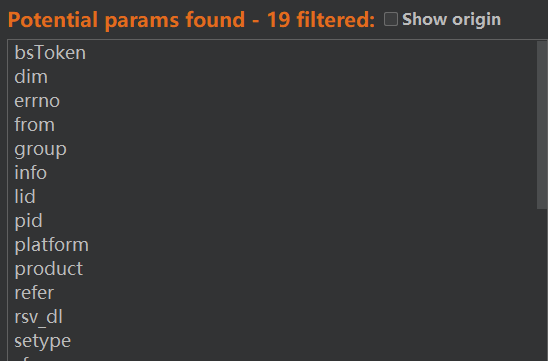 Potential params found - 19 filtered: Show origin
bsToken
dim
errno
from
group
info
lid
pid
platform
product
refer
rsv_dl
setype